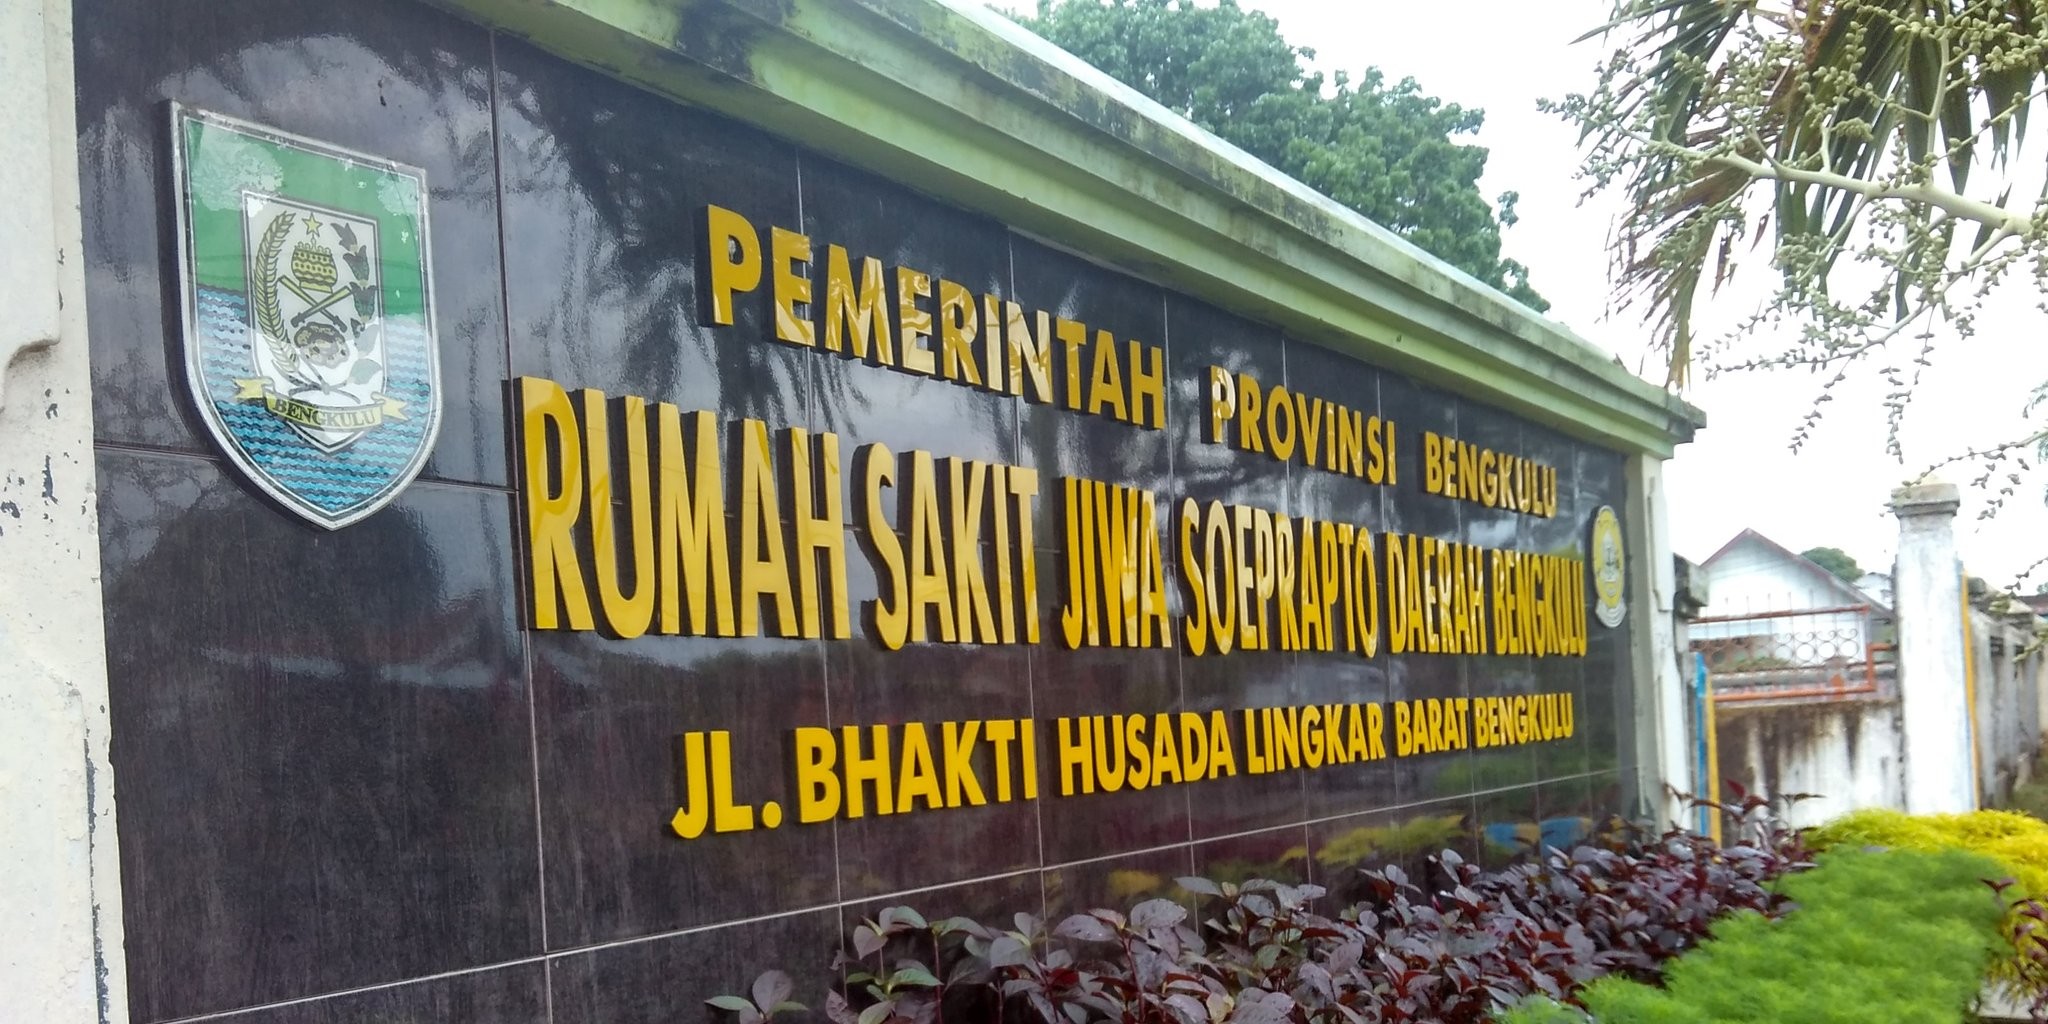 PEMERINTAH PROVINSI BENGKULU
RUMAH SAKIT JIWA SOEPRAPTO DAERAH BENGKULU
JL. BHAKTI HUSADA LINGKAR BARAT BENGKULU
BENGKULU